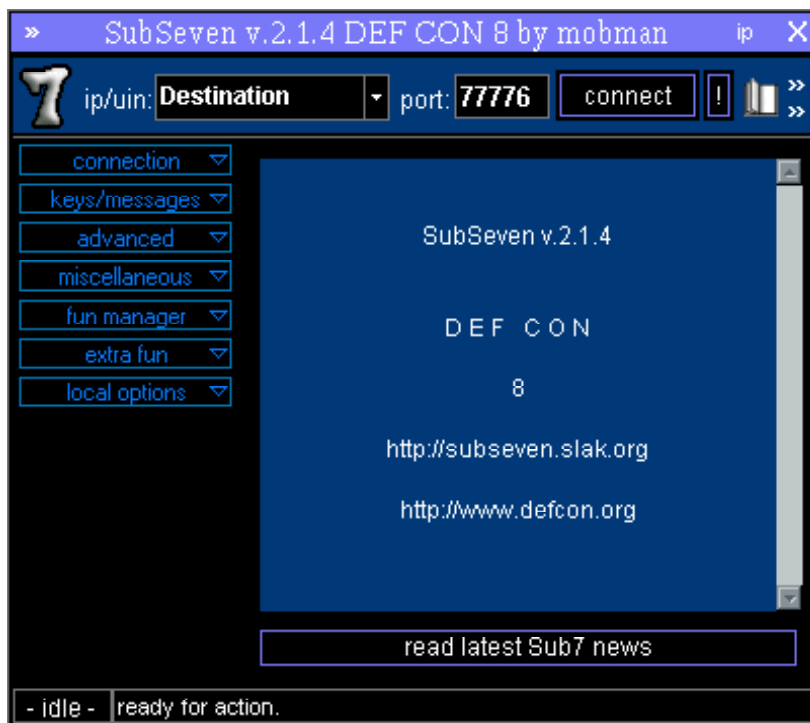 » SubSeven v.2.1.4 DEF CON 8 by mobman ip X
7 ip/uin: Destination port: 77776 connect ! »
»
connection
keys/messages
advanced
miscellaneous
fun manager
extra fun
local options
SubSeven v.2.1.4
D E F C O N
8
http://subseven.slak.org
http://www.defcon.org
read latest Sub7 news
- idle - ready for action.